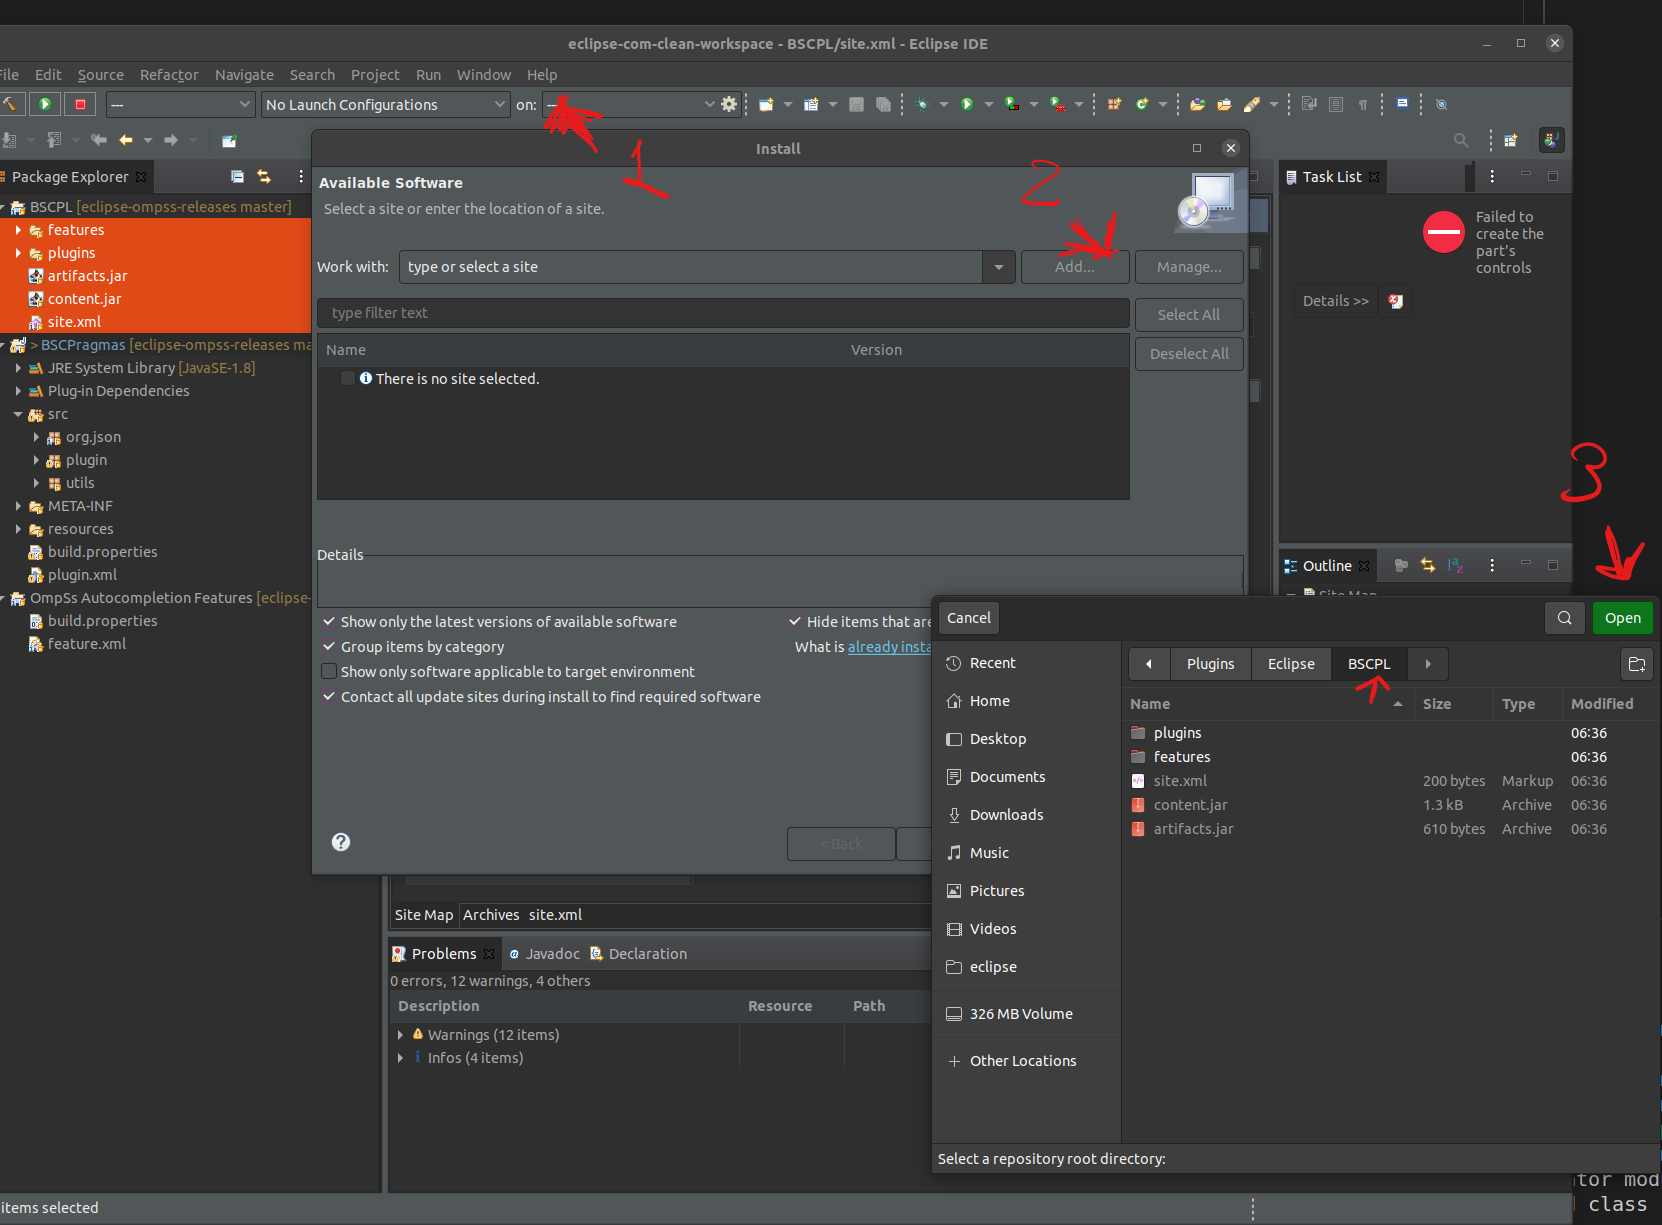 eclipse-com-clean-workspace - BSCPL/site.xml - Eclipse IDE
File Edit Source Refactor Navigate Search Project Run Window Help
--- No Launch Configurations on: ---
1
Package Explorer
BSCPL [eclipse-ompss-releases master]
features
plugins
artifacts.jar
content.jar
site.xml
> BSCPragmas [eclipse-ompss-releases ma
JRE System Library [JavaSE-1.8]
Plug-in Dependencies
src
org.json
plugin
utils
META-INF
resources
build.properties
plugin.xml
OmpSs Autocompletion Features [eclipse-
build.properties
feature.xml
Install
Available Software
Select a site or enter the location of a site.
2
Work with: type or select a site Add... Manage...
type filter text Select All
Name Version Deselect All
There is no site selected.
Details
Show only the latest versions of available software
Hide items that are
Group items by category
What is already insta
Show only software applicable to target environment
Contact all update sites during install to find required software
< Back
Task List
Failed to
create the
part's
controls
Details >>
3
Outline
Site Map
Cancel Open
Recent
Home
Desktop
Documents
Downloads
Music
Pictures
Videos
eclipse
326 MB Volume
Other Locations
Plugins Eclipse BSCPL
Name Size Type Modified
plugins 06:36
features 06:36
site.xml 200 bytes Markup 06:36
content.jar 1.3 kB Archive 06:36
artifacts.jar 610 bytes Archive 06:36
Select a repository root directory:
Site Map Archives site.xml
Problems Javadoc Declaration
0 errors, 12 warnings, 4 others
Description Resource Path
Warnings (12 items)
Infos (4 items)
items selected
tor mod
class